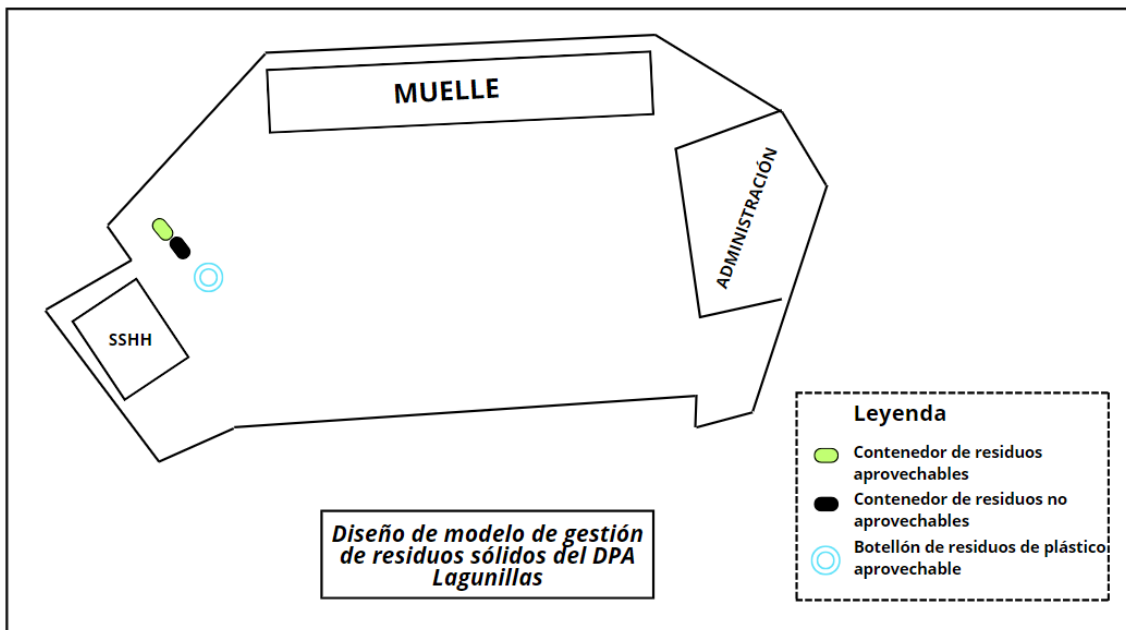 MUELLE
ADMINISTRACIÓN
SSHH
Leyenda
Contenedor de residuos
aprovechables
Contenedor de residuos no
aprovechables
Botellón de residuos de plástico
aprovechable
Diseño de modelo de gestión
de residuos sólidos del DPA
Lagunillas